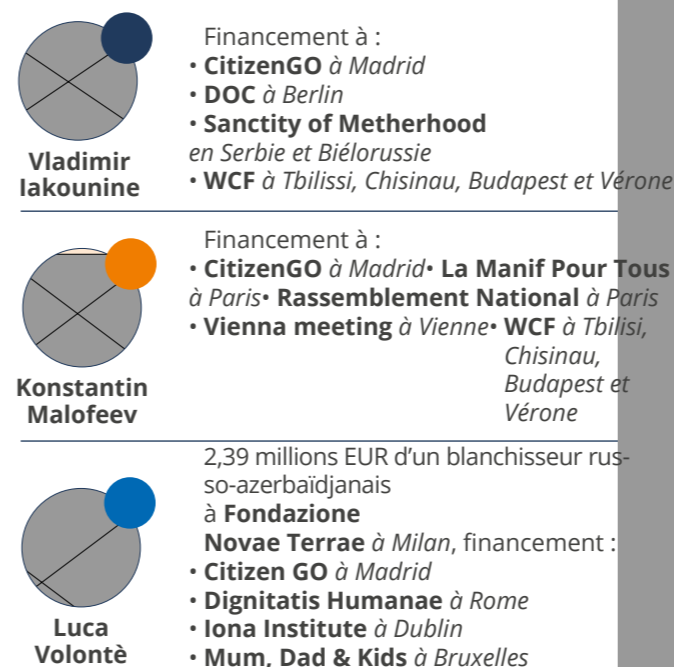 Financement à :
• CitizenGO à Madrid
• DOC à Berlin
• Sanctity of Metherhood
en Serbie et Biélorussie
• WCF à Tbilissi, Chisinau, Budapest et Vérone
Vladimir
Iakounine
Financement à :
• CitizenGO à Madrid• La Manif Pour Tous
à Paris• Rassemblement National à Paris
• Vienna meeting à Vienne• WCF à Tbilisi,
Chisinau,
Budapest et
Vérone
Konstantin
Malofeev
2,39 millions EUR d’un blanchisseur rus-
so-azerbaïdjanais
à Fondazione
Novae Terrae à Milan, financement :
• Citizen GO à Madrid
• Dignitatis Humanae à Rome
• Iona Institute à Dublin
• Mum, Dad & Kids à Bruxelles
Luca
Volontè